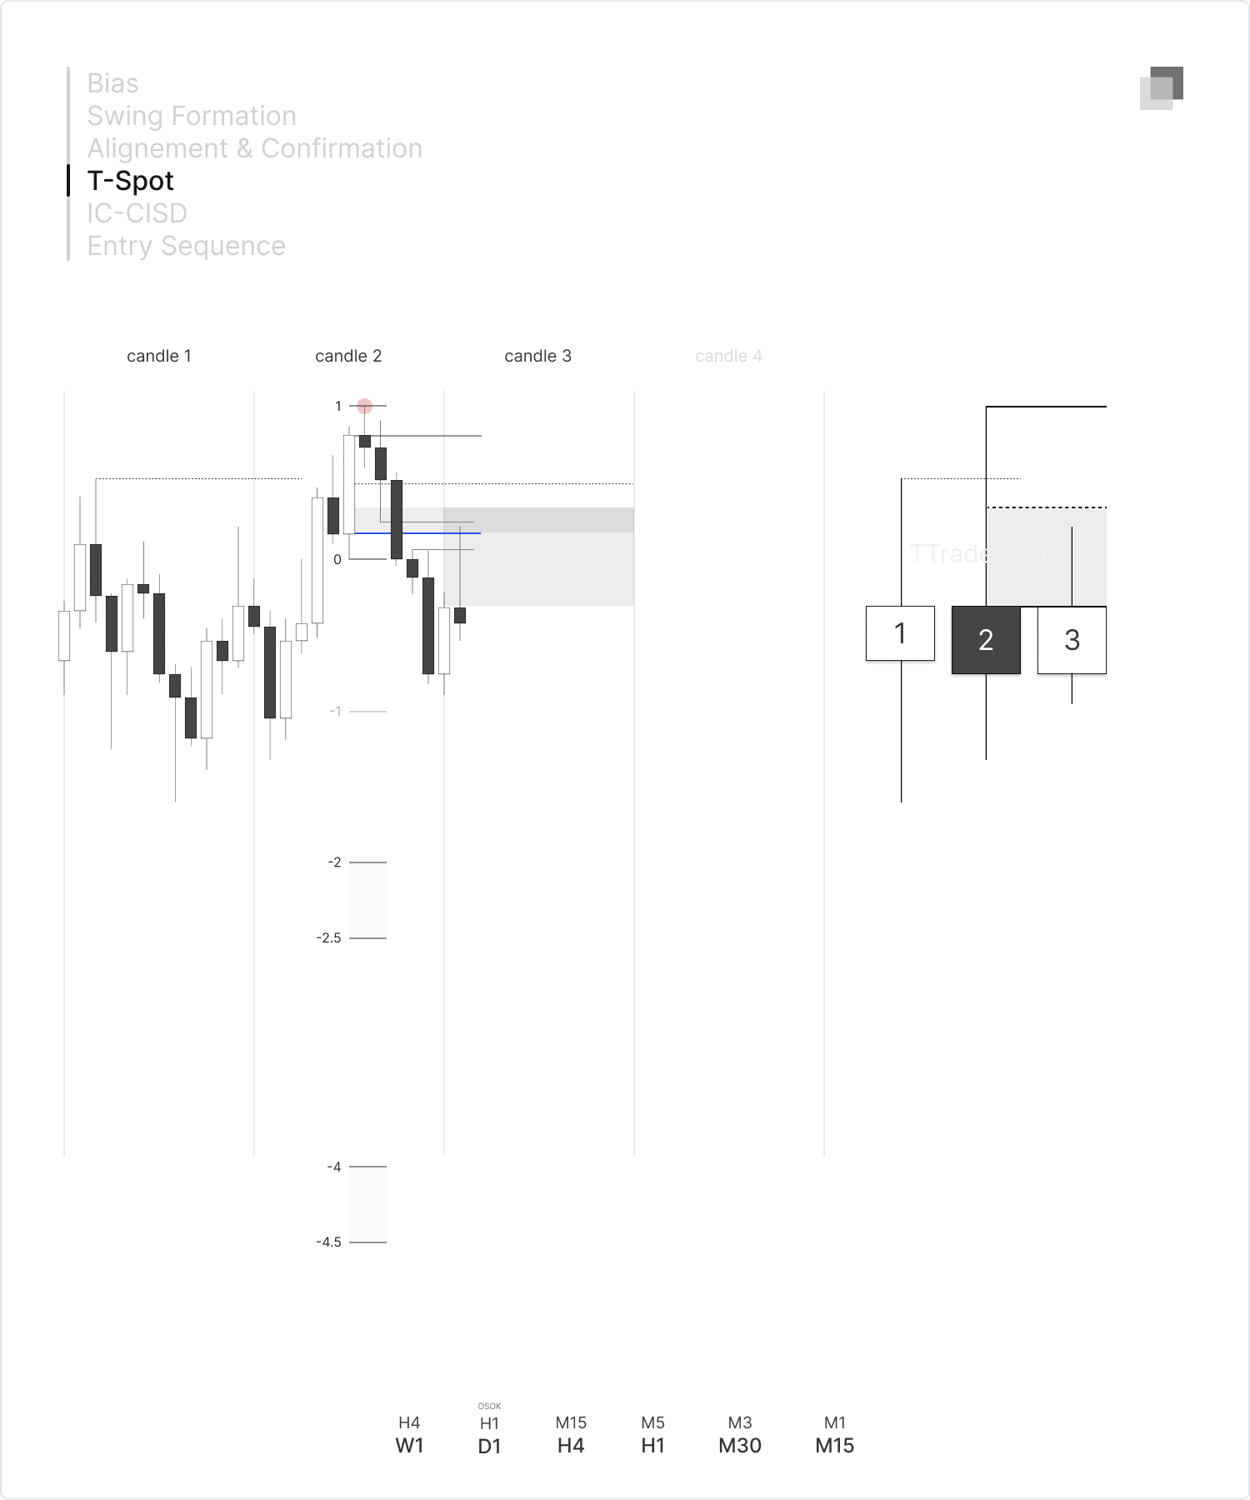 Bias
Swing Formation
Alignement & Confirmation
T-Spot
IC-CISD
Entry Sequence
candle 1
candle 2
candle 3
candle 4
1
0
-1
-2
-2.5
-4
-4.5
1
2
3
OSOK
H4
H1
M15
M5
M3
M1
W1
D1
H4
H1
M30
M15